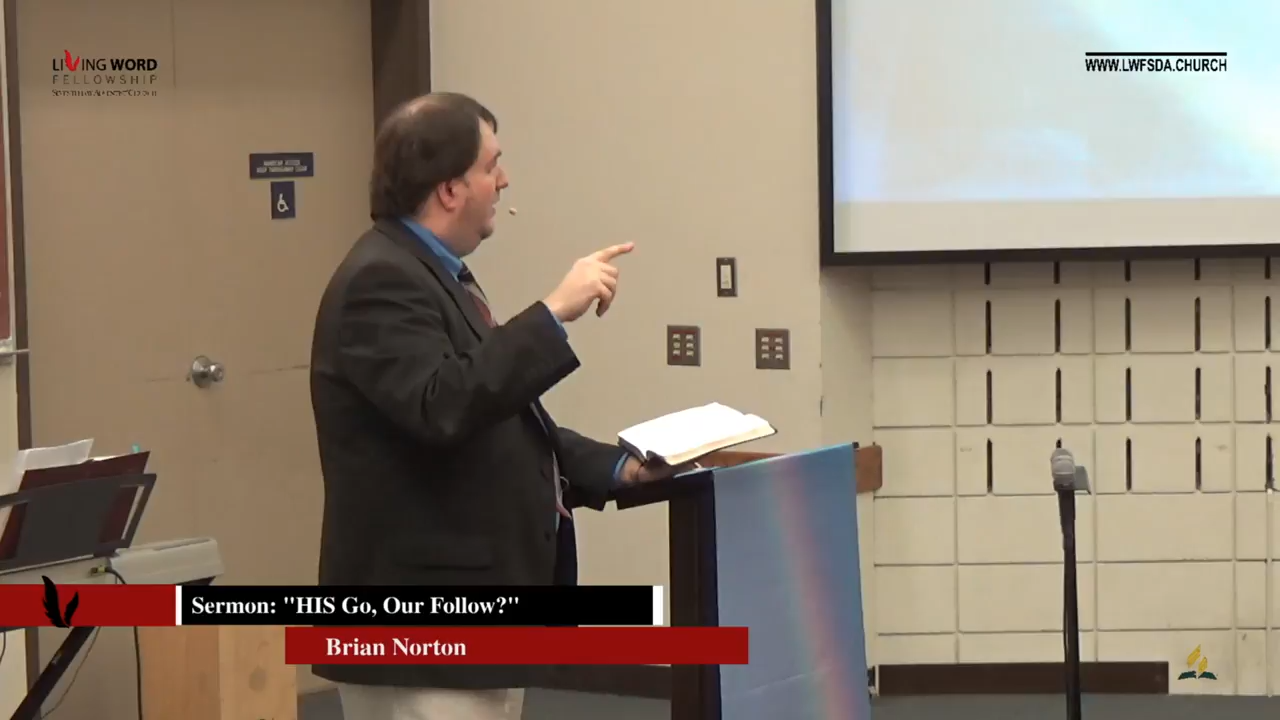 LIVING WORD
FELLOWSHIP
WWW.LWFSDA.CHURCH
Sermon: "HIS Go, Our Follow?"
Brian Norton